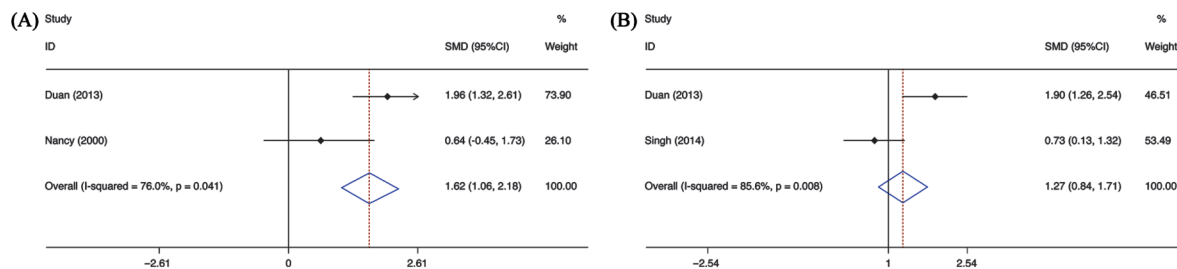 (A)
Study %
ID SMD (95%CI) Weight
Duan (2013) 1.96 (1.32, 2.61) 73.90
Nancy (2000) 0.64 (-0.45, 1.73) 26.10
Overall (I-squared = 76.0%, p = 0.041) 1.62 (1.06, 2.18) 100.00
-2.61 0 2.61
(B)
Study %
ID SMD (95%CI) Weight
Duan (2013) 1.90 (1.26, 2.54) 46.51
Singh (2014) 0.73 (0.13, 1.32) 53.49
Overall (I-squared = 85.6%, p = 0.008) 1.27 (0.84, 1.71) 100.00
-2.54 1 2.54